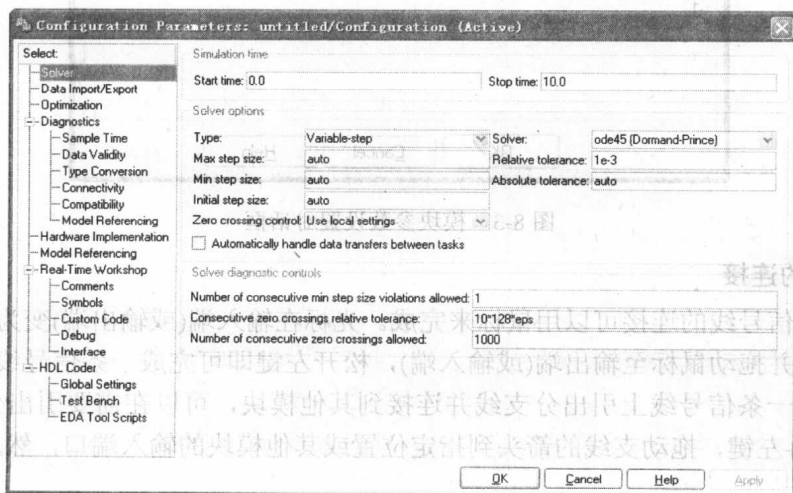 Configuration Parameters: untitled/Configuration (Active)
Select:
Solver
Data Import/Export
Optimization
Diagnostics
Sample Time
Data Validity
Type Conversion
Connectivity
Compatibility
Model Referencing
Hardware Implementation
Model Referencing
Real-Time Workshop
Comments
Symbols
Custom Code
Debug
Interface
HDL Coder
Global Settings
Test Bench
EDA Tool Scripts
Simulation time
Start time: 0.0 Stop time: 10.0
Solver options
Type: Variable-step Solver: ode45 (Dormand-Prince)
Max step size: auto Relative tolerance: 1e-3
Min step size: auto Absolute tolerance: auto
Initial step size: auto
Zero crossing control: Use local settings
Automatically handle data transfers between tasks
Solver diagnostic controls
Number of consecutive min step size violations allowed: 1
Consecutive zero crossings relative tolerance: 10*128*eps
Number of consecutive zero crossings allowed: 1000
OK Cancel Help Apply